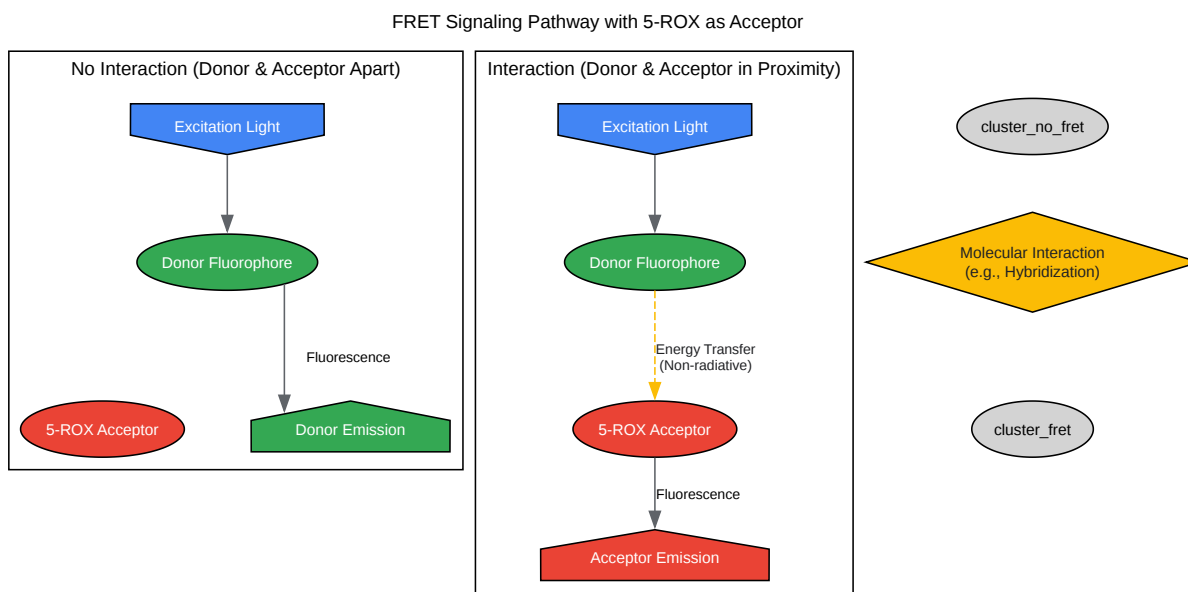 FRET Signaling Pathway with 5-ROX as Acceptor
No Interaction (Donor & Acceptor Apart)
Excitation Light
Donor Fluorophore
Fluorescence
5-ROX Acceptor
Donor Emission
Interaction (Donor & Acceptor in Proximity)
Excitation Light
Donor Fluorophore
Energy Transfer
(Non-radiative)
5-ROX Acceptor
Fluorescence
Acceptor Emission
cluster_no_fret
Molecular Interaction
(e.g., Hybridization)
cluster_fret